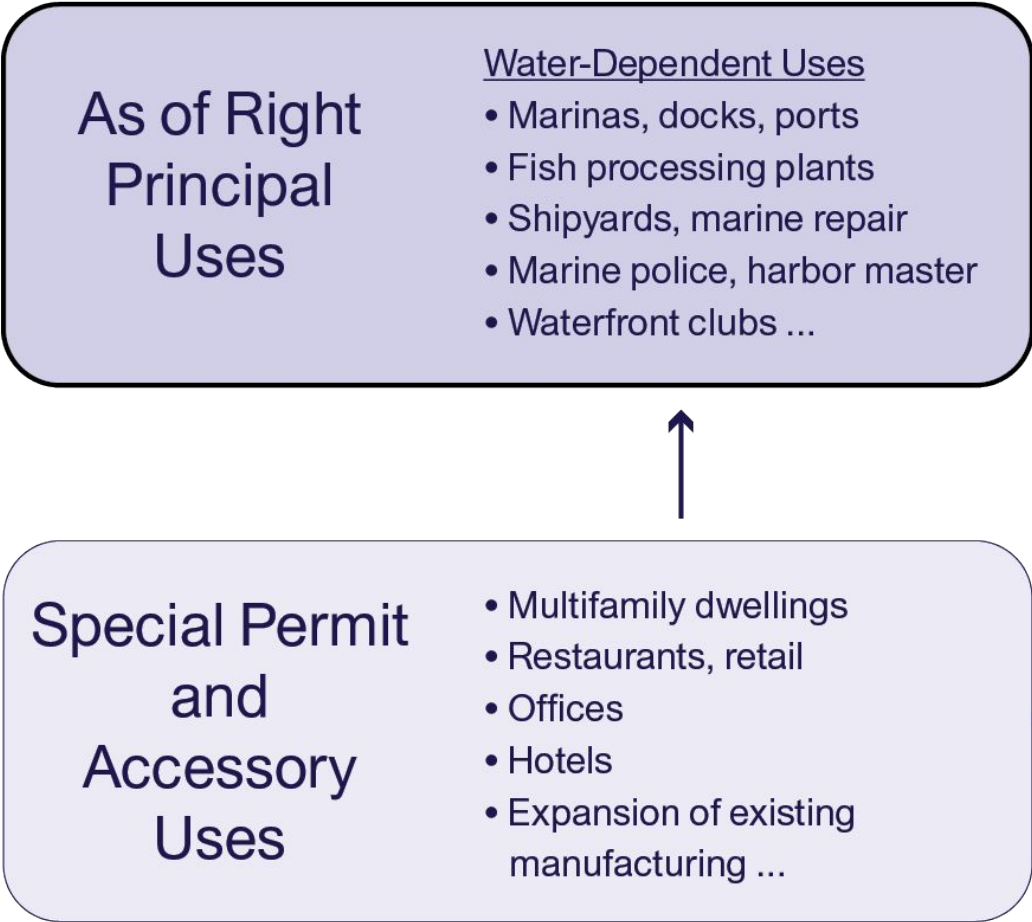 As of Right
Principal
Uses
Water-Dependent Uses
• Marinas, docks, ports
• Fish processing plants
• Shipyards, marine repair
• Marine police, harbor master
• Waterfront clubs ...
Special Permit
and
Accessory
Uses
• Multifamily dwellings
• Restaurants, retail
• Offices
• Hotels
• Expansion of existing
manufacturing ...